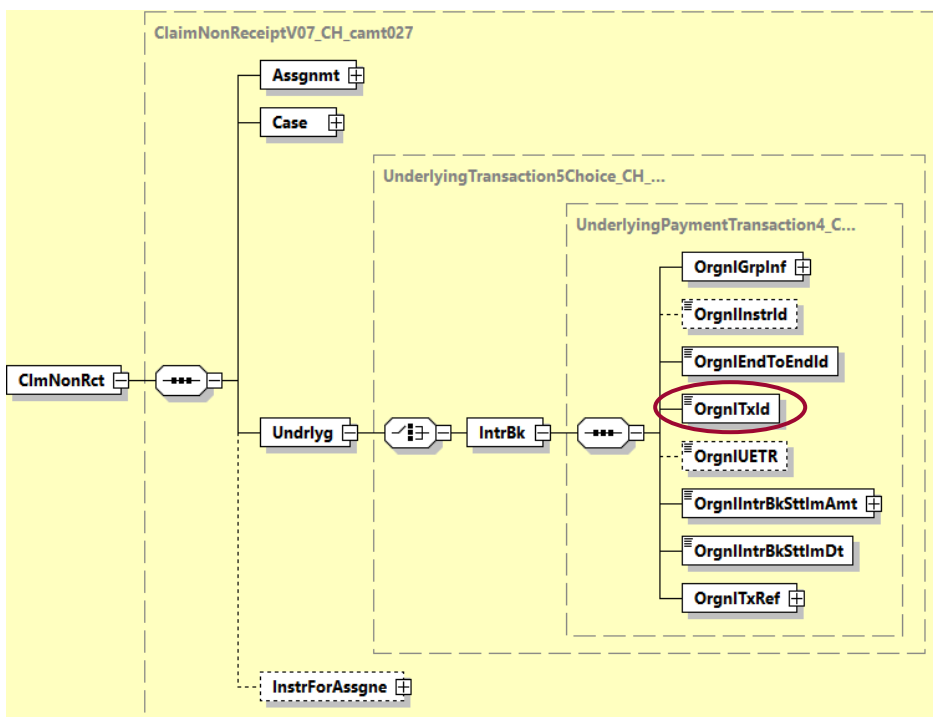 ClaimNonReceiptV07_CH_camt027
Assgnmt
Case
UnderlyingTransaction5Choice_CH_...
UnderlyingPaymentTransaction4_C...
OrgnlGrpInf
OrgnlInstrId
OrgnlEndToEndId
ClmNonRct
OrgnlTxId
Undrlyg
IntrBk
OrgnlUETR
OrgnlIntrBkSttlmAmt
OrgnlIntrBkSttlmDt
OrgnlTxRef
InstrForAssgne